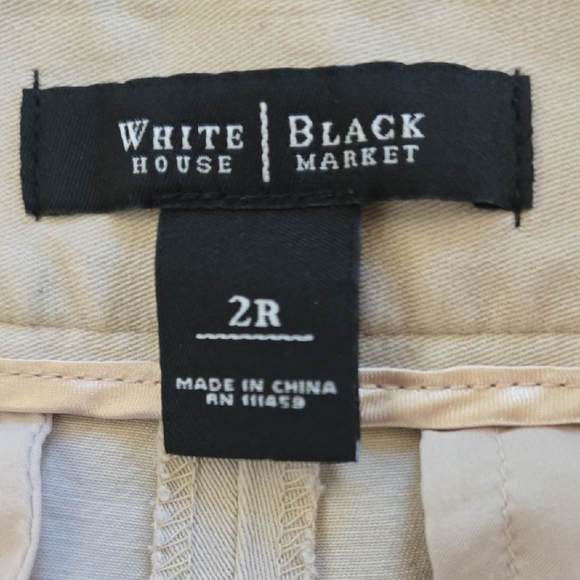 WHITE | BLACK
HOUSE | MARKET
2R
MADE IN CHINA
RN 111459